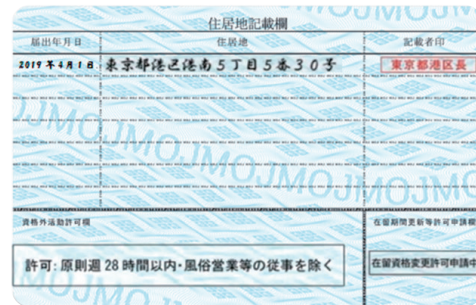 住居地記載欄
届出年月日 住居地 記載者印
2019年4月1日 東京都港区港南5丁目5番30号 東京都港区長
資格外活動許可欄 在留期間更新等許可申請欄
許可:原則週28時間以内・風俗営業等の従事を除く 在留資格変更許可申請中
MOJMOJMOJMOJMOJ